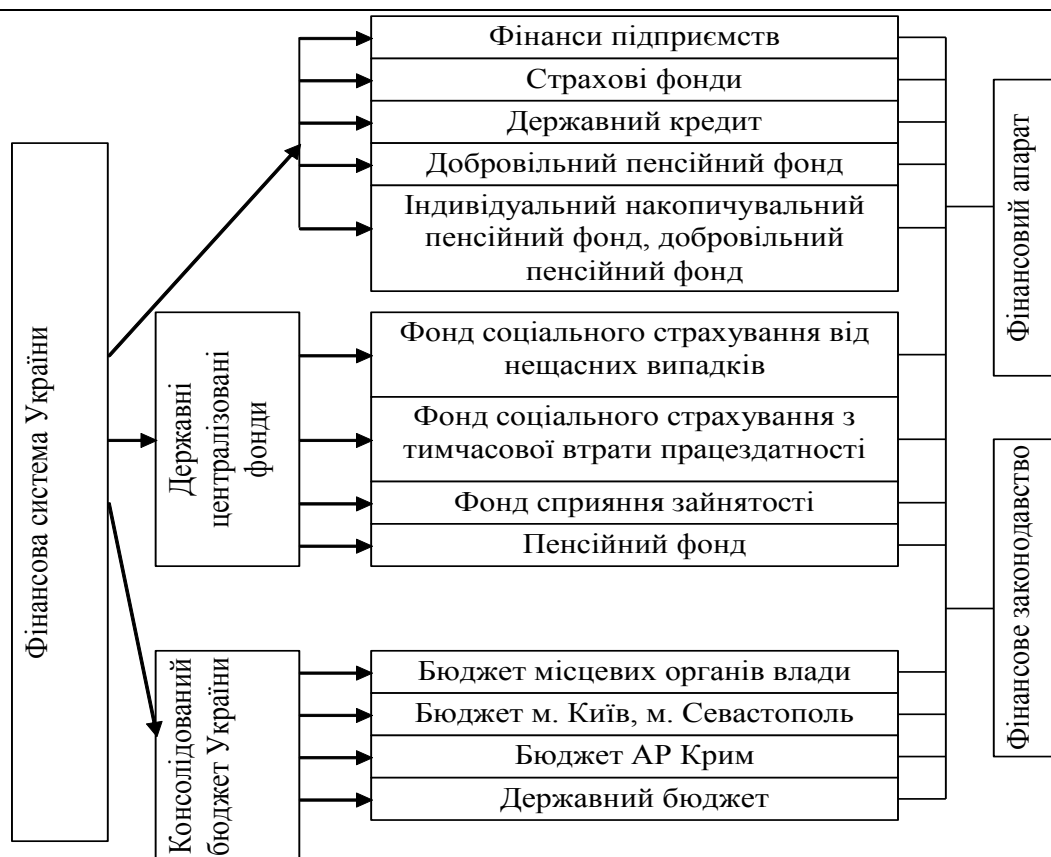 Фінансова система України
Фінанси підприємств
Страхові фонди
Державний кредит
Добровільний пенсійний фонд
Індивідуальний накопичувальний
пенсійний фонд, добровільний
пенсійний фонд
Державні
централізовані
фонди
Фонд соціального страхування від
нещасних випадків
Фонд соціального страхування з
тимчасової втрати працездатності
Фонд сприяння зайнятості
Пенсійний фонд
Консолідований
бюджет України
Бюджет місцевих органів влади
Бюджет м. Київ, м. Севастополь
Бюджет АР Крим
Державний бюджет
Фінансовий апарат
Фінансове законодавство